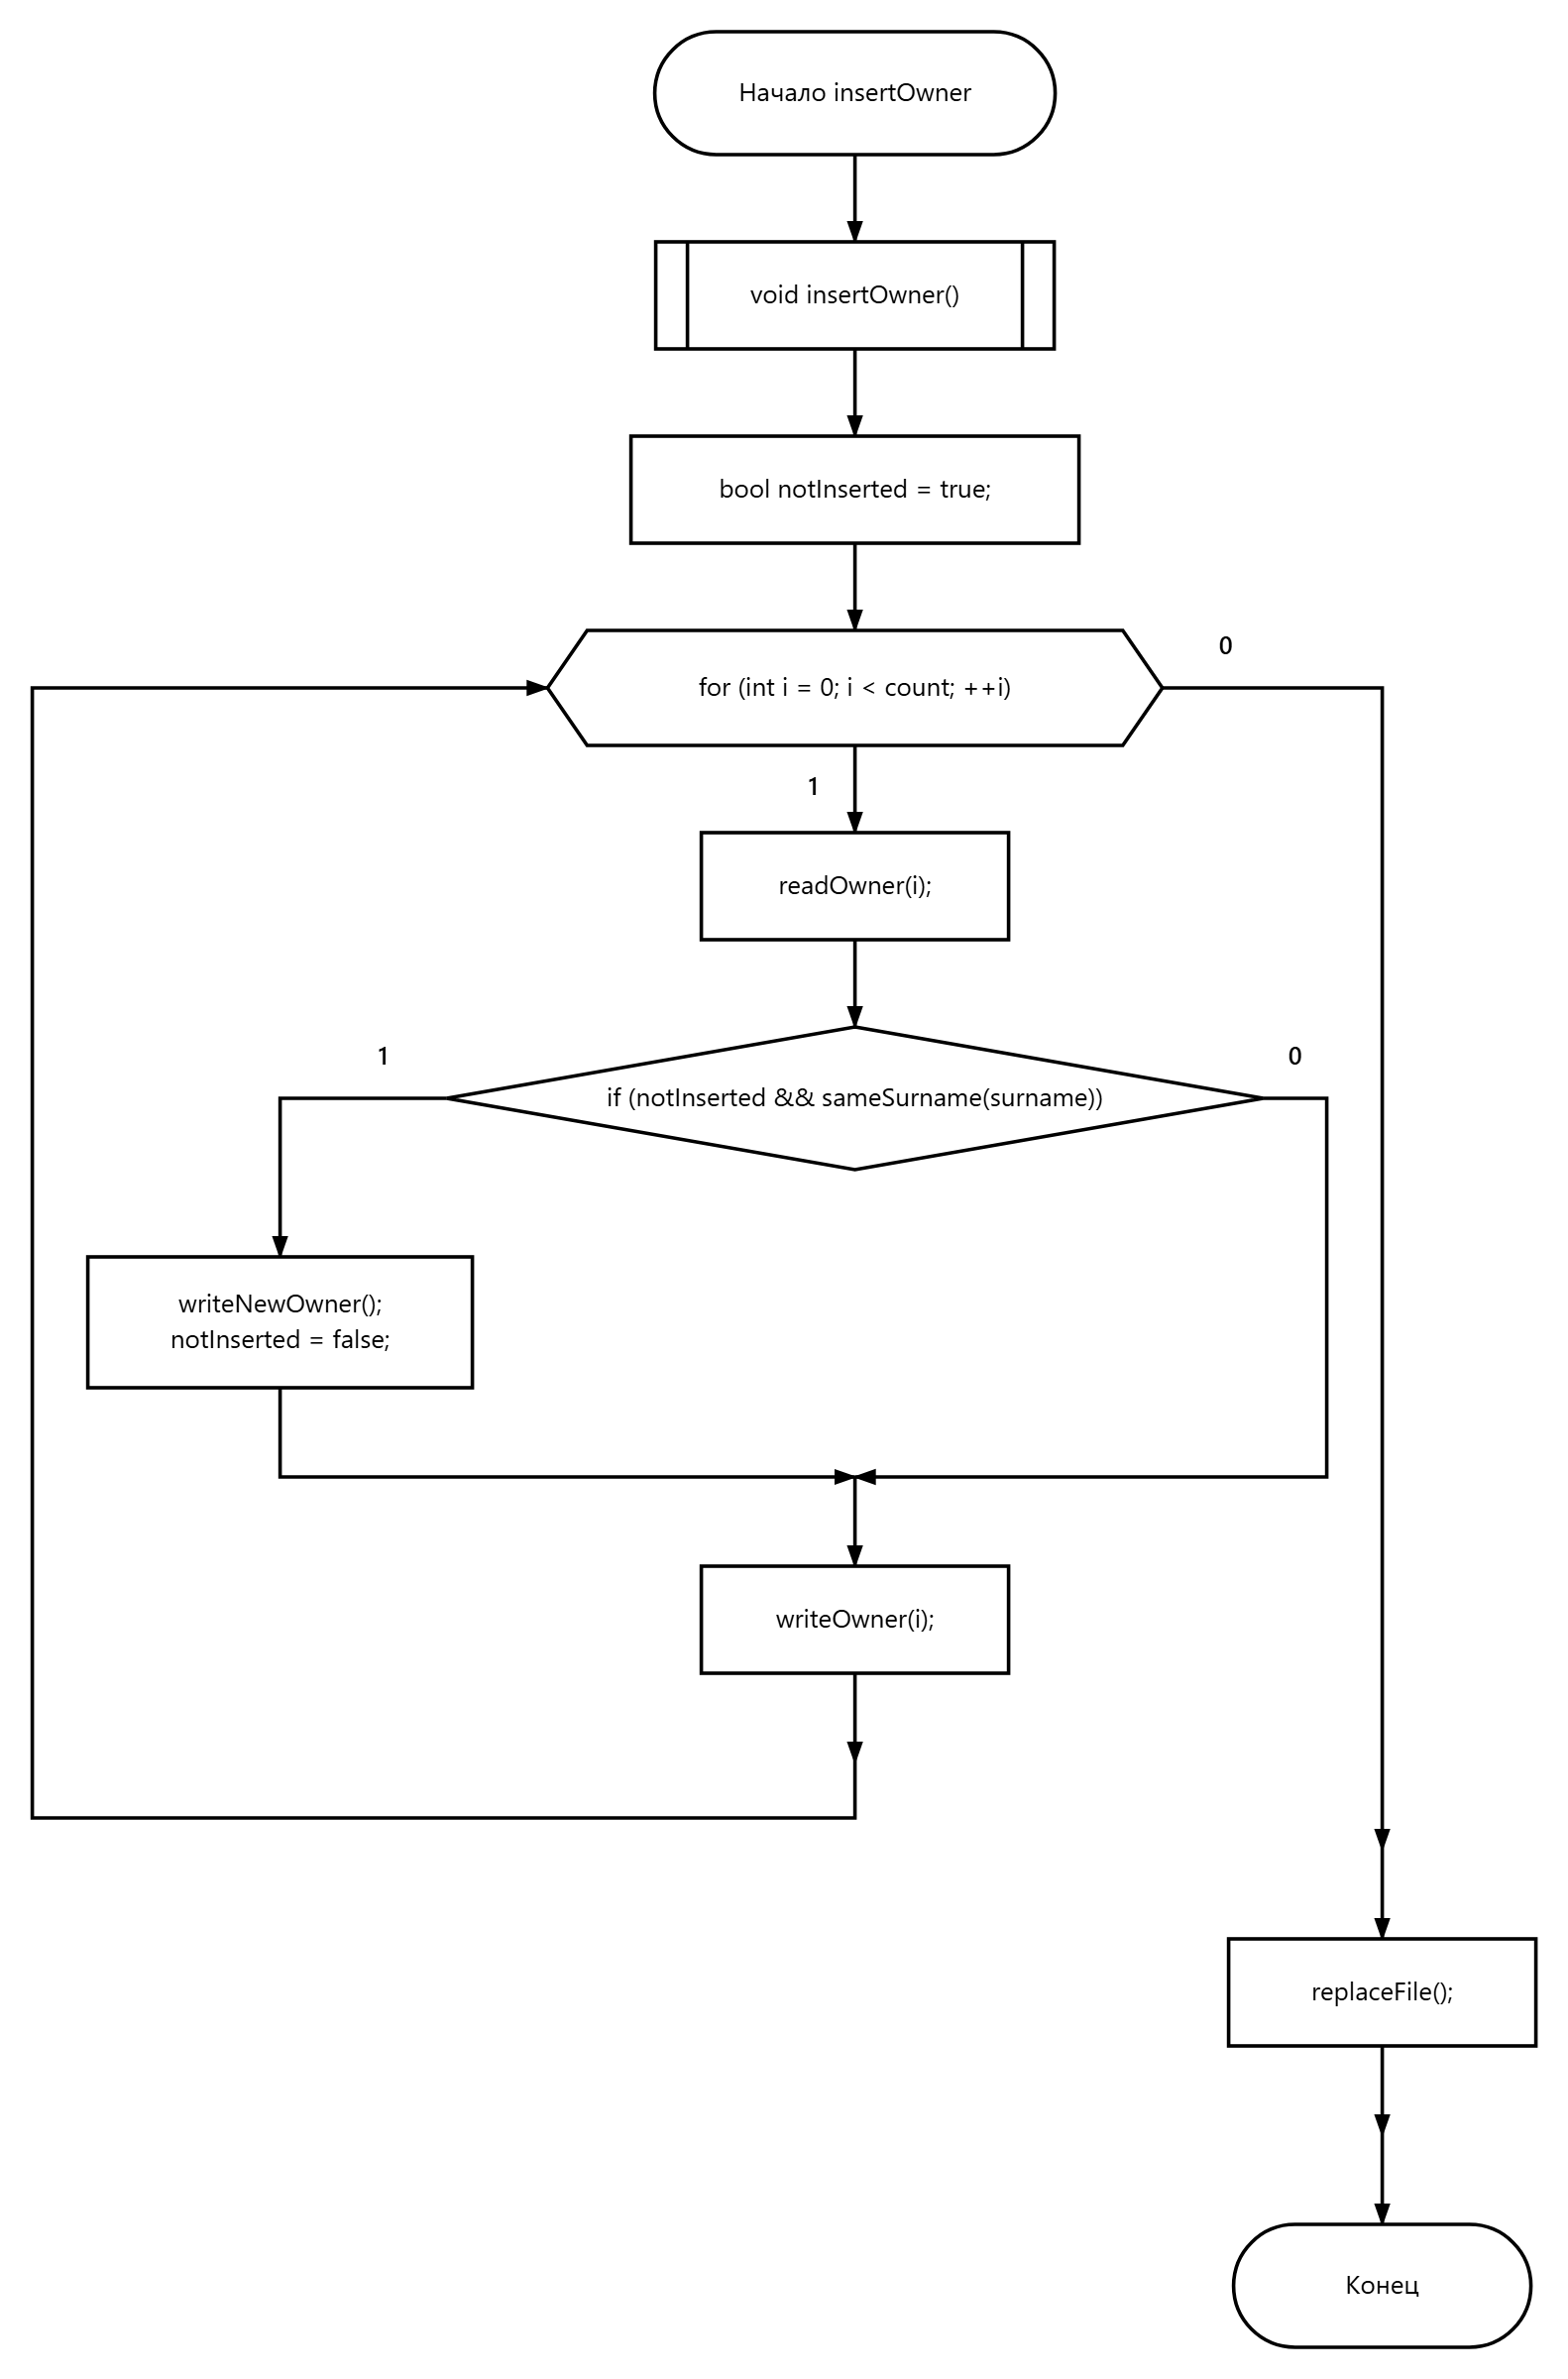 Начало insertOwner
void insertOwner()
bool notInserted = true;
for (int i = 0; i < count; ++i)
0
1
readOwner(i);
1
0
if (notInserted && sameSurname(surname))
writeNewOwner();
notInserted = false;
writeOwner(i);
replaceFile();
Конец